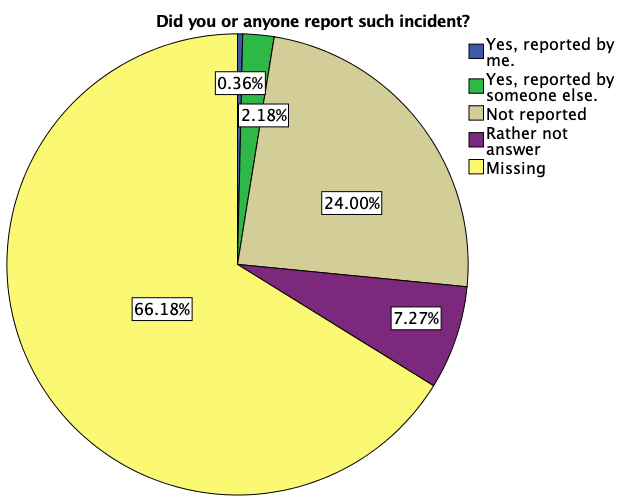 Did you or anyone report such incident?
Yes, reported by
me.
Yes, reported by
someone else.
Not reported
Rather not
answer
Missing
0.36%
2.18%
24.00%
7.27%
66.18%